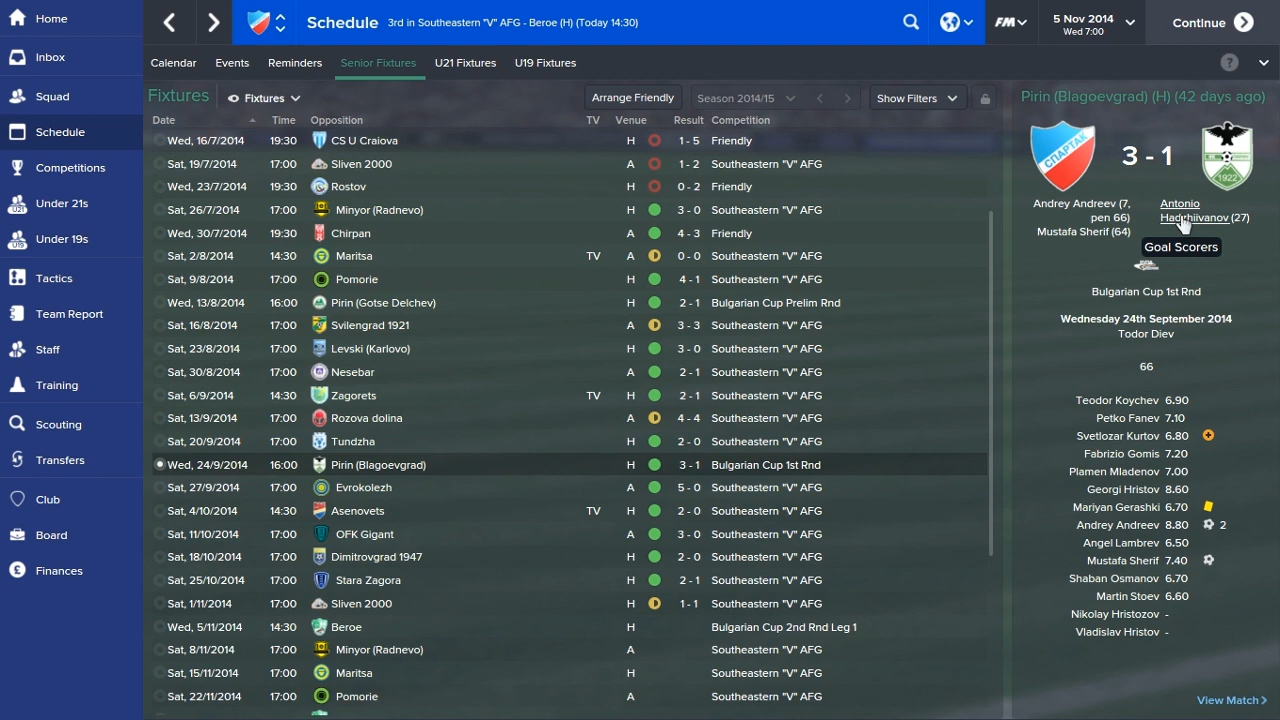 Home
Inbox
Squad
Schedule
Competitions
Under 21s
Under 19s
Tactics
Team Report
Staff
Training
Scouting
Transfers
Club
Board
Finances
Schedule 3rd in Southeastern "V" AFG - Beroe (H) (Today 14:30)
FM
5 Nov 2014
Wed 7:00
Continue
Calendar Events Reminders Senior Fixtures U21 Fixtures U19 Fixtures ?
Fixtures Fixtures Arrange Friendly Season 2014/15 Show Filters
Date Time Opposition TV Venue Result Competition
Wed, 16/7/2014 19:30 CS U Craiova H 1 - 5 Friendly
Sat, 19/7/2014 17:00 Sliven 2000 A 1 - 2 Southeastern "V" AFG
Wed, 23/7/2014 19:30 Rostov H 0 - 2 Friendly
Sat, 26/7/2014 17:00 Minyor (Radnevo) H 3 - 0 Southeastern "V" AFG
Wed, 30/7/2014 19:30 Chirpan H 4 - 3 Friendly
Sat, 2/8/2014 14:30 Maritsa TV A 0 - 0 Southeastern "V" AFG
Sat, 9/8/2014 17:00 Pomorie H 4 - 1 Southeastern "V" AFG
Wed, 13/8/2014 16:00 Pirin (Gotse Delchev) H 2 - 1 Bulgarian Cup Prelim Rnd
Sat, 16/8/2014 17:00 Svilengrad 1921 A 3 - 3 Southeastern "V" AFG
Sat, 23/8/2014 17:00 Levski (Karlovo) H 3 - 0 Southeastern "V" AFG
Sat, 30/8/2014 17:00 Nesebar A 2 - 1 Southeastern "V" AFG
Sat, 6/9/2014 14:30 Zagorets TV H 2 - 1 Southeastern "V" AFG
Sat, 13/9/2014 17:00 Rozova dolina A 4 - 4 Southeastern "V" AFG
Sat, 20/9/2014 17:00 Tundzha H 2 - 0 Southeastern "V" AFG
Wed, 24/9/2014 16:00 Pirin (Blagoevgrad) H 3 - 1 Bulgarian Cup 1st Rnd
Sat, 27/9/2014 17:00 Evrokolezh A 5 - 0 Southeastern "V" AFG
Sat, 4/10/2014 14:30 Asenovets TV H 2 - 0 Southeastern "V" AFG
Sat, 11/10/2014 17:00 OFK Gigant A 3 - 0 Southeastern "V" AFG
Sat, 18/10/2014 17:00 Dimitrovgrad 1947 H 2 - 0 Southeastern "V" AFG
Sat, 25/10/2014 17:00 Stara Zagora H 2 - 1 Southeastern "V" AFG
Sat, 1/11/2014 17:00 Sliven 2000 H 1 - 1 Southeastern "V" AFG
Wed, 5/11/2014 14:30 Beroe H Bulgarian Cup 2nd Rnd Leg 1
Sat, 8/11/2014 17:00 Minyor (Radnevo) A Southeastern "V" AFG
Sat, 15/11/2014 17:00 Maritsa H Southeastern "V" AFG
Sat, 22/11/2014 17:00 Pomorie A Southeastern "V" AFG
Pirin (Blagoevgrad) (H) (42 days ago)
СПАРТАК 3 - 1 1922
Andrey Andreev (7, Antonio
pen 66)
Mustafa Sherif (64)
(27)
Goal Scorers
Bulgarian Cup 1st Rnd
Wednesday 24th September 2014
Todor Diev
66
Teodor Koychev 6.90
Petko Fanev 7.10
Svetlozar Kurtov 6.80
Fabrizio Gomis 7.20
Plamen Mladenov 7.00
Georgi Hristov 8.60
Mariyan Gerashki 6.70
Andrey Andreev 8.80 2
Angel Lambrev 6.50
Mustafa Sherif 7.40
Shaban Osmanov 6.70
Martin Stoev 6.60
Nikolay Hristozov -
Vladislav Hristov -
View Match